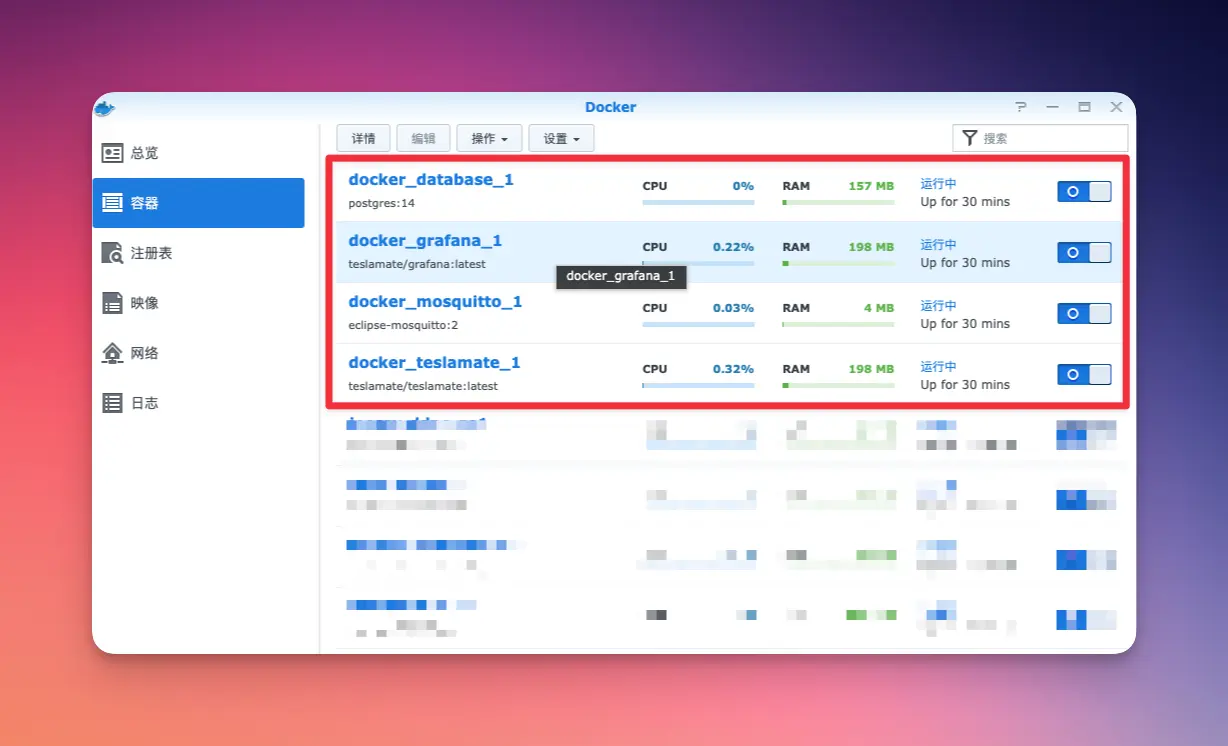 Docker
总览
容器
注册表
映像
网络
日志
详情 编辑 操作 设置 搜索
docker_database_1
postgres:14
CPU 0% RAM 157 MB 运行中
Up for 30 mins
docker_grafana_1
teslamate/grafana:latest
CPU 0.22% RAM 198 MB 运行中
Up for 30 mins
docker_grafana_1
docker_mosquitto_1
eclipse-mosquitto:2
CPU 0.03% RAM 4 MB 运行中
Up for 30 mins
docker_teslamate_1
teslamate/teslamate:latest
CPU 0.32% RAM 198 MB 运行中
Up for 30 mins